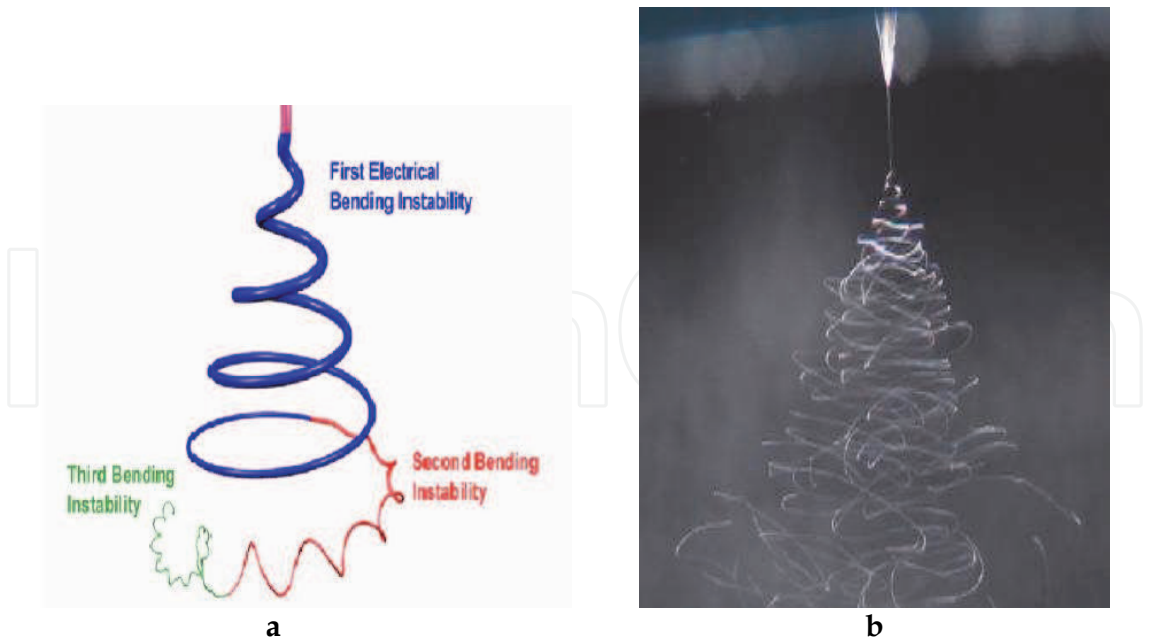 First Electrical
Bending Instability
Third Bending
Instability
Second Bending
Instability
a
b